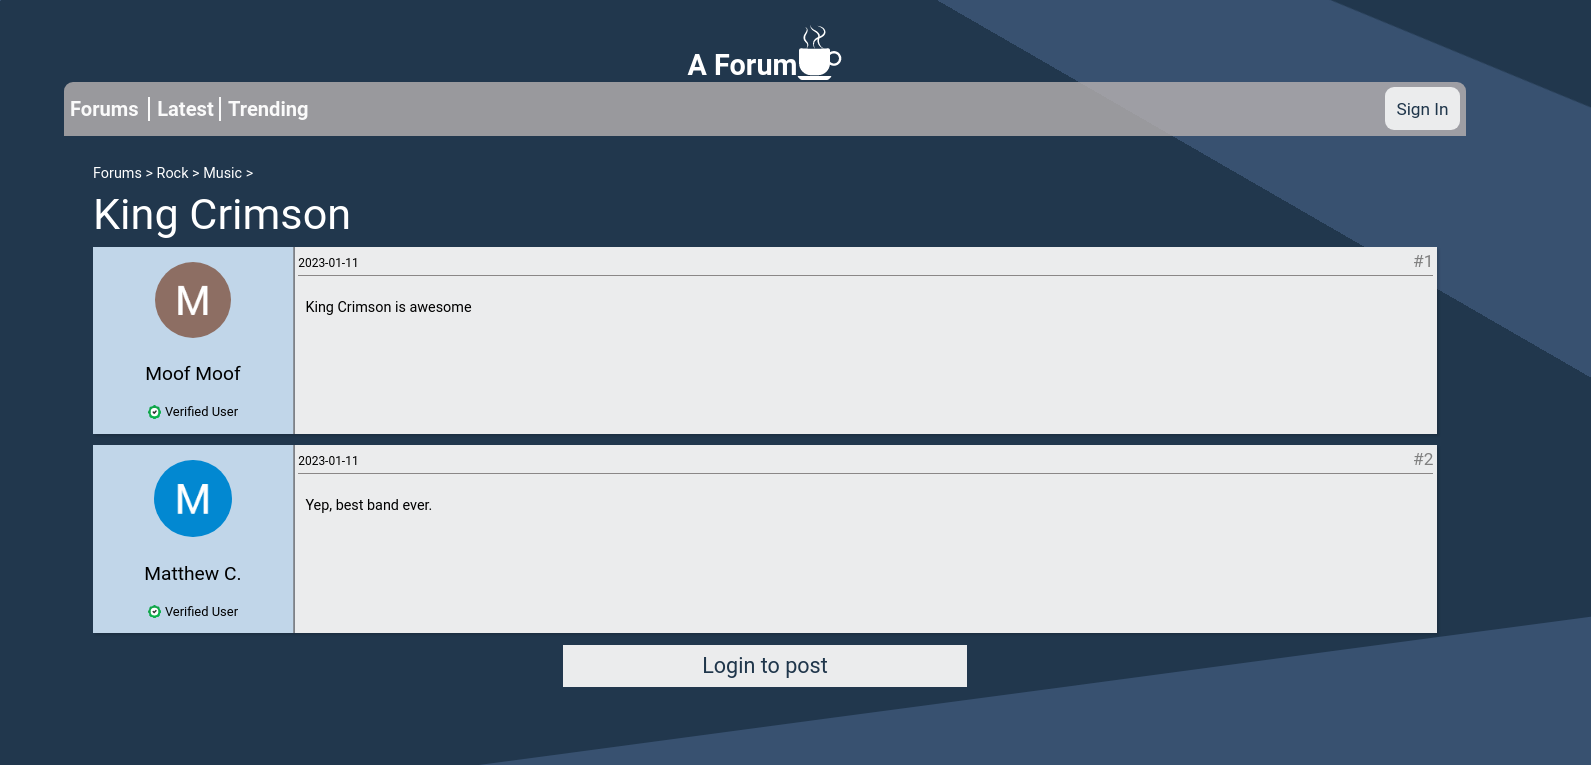 A Forum
Forums | Latest | Trending
Sign In
Forums > Rock > Music >
King Crimson
M
Moof Moof
Verified User
2023-01-11
#1
King Crimson is awesome
M
Matthew C.
Verified User
2023-01-11
#2
Yep, best band ever.
Login to post